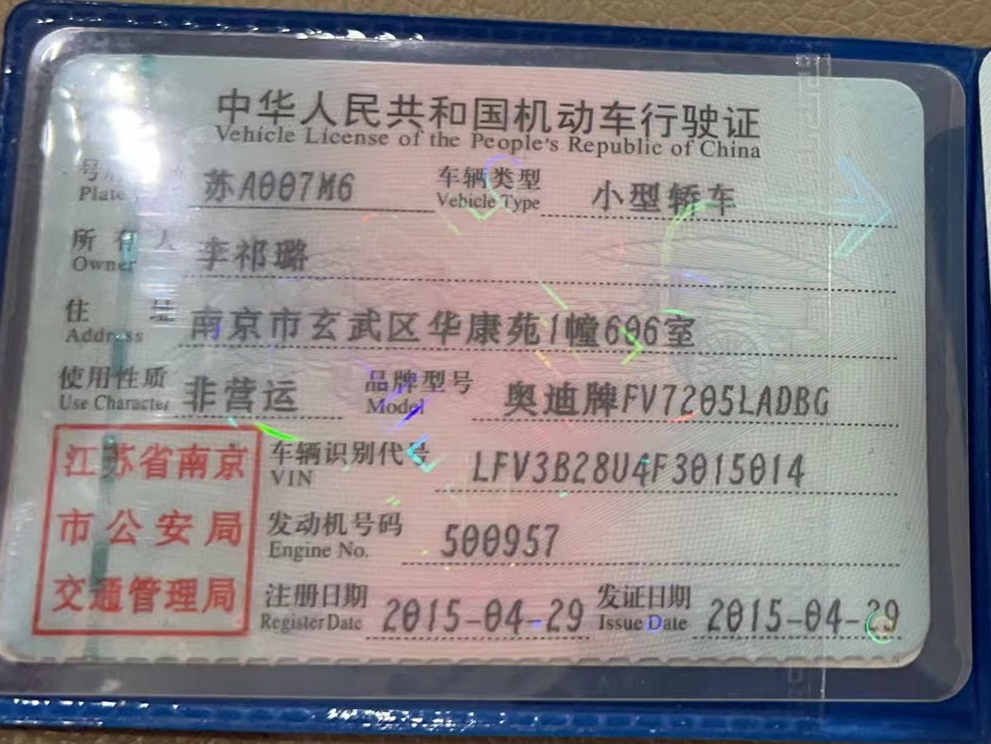 中华人民共和国机动车行驶证
Vehicle License of the People's Republic of China
号牌号码 苏A007M6 车辆类型 小型轿车
Plate Vehicle Type
所有人 李祁璐
Owner
住址 南京市玄武区华康苑1幢606室
Address
使用性质 非营运 品牌型号 奥迪牌FV7205LADBG
Use Character Model
江苏省南京
市公安局
交通管理局
车辆识别代号 LFV3B28U4F3015014
VIN
发动机号码 500957
Engine No.
注册日期 2015-04-29 发证日期 2015-04-29
Register Date Issue Date